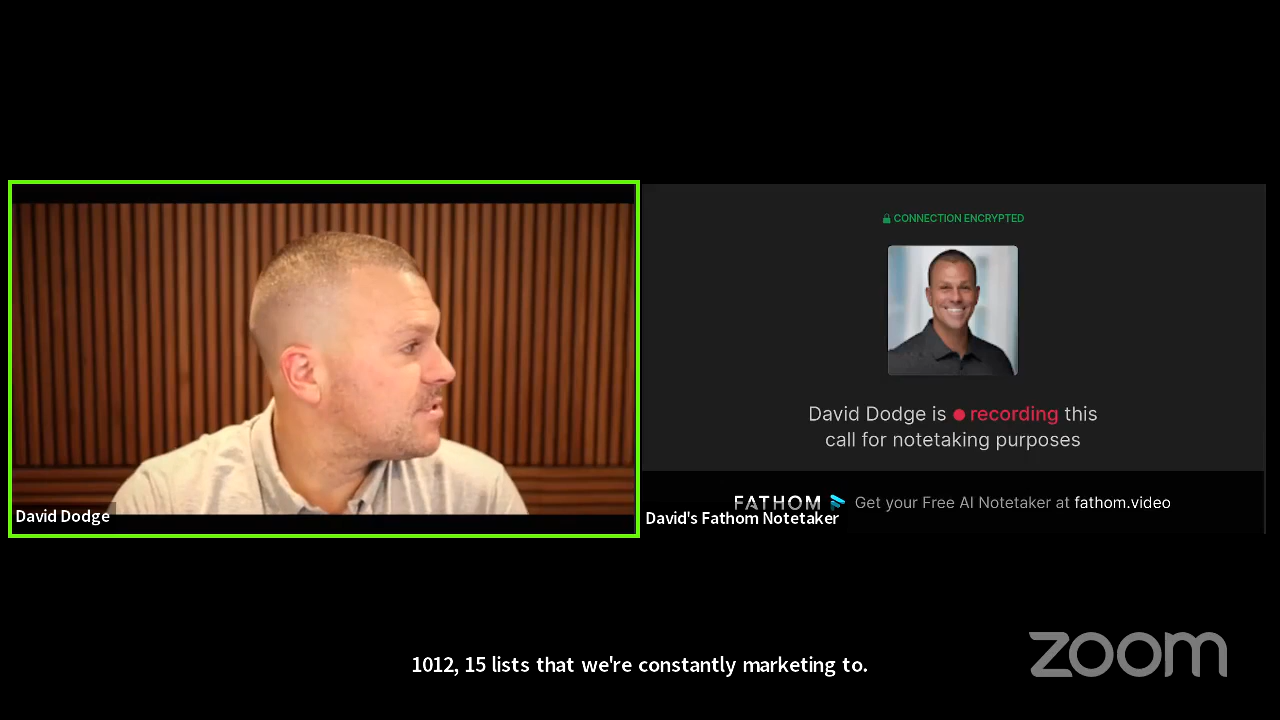 CONNECTION ENCRYPTED
David Dodge is recording this
call for notetaking purposes
FATHOM Get your Free AI Notetaker at fathom.video
David Dodge
David's Fathom Notetaker
1012, 15 lists that we're constantly marketing to.
zoom